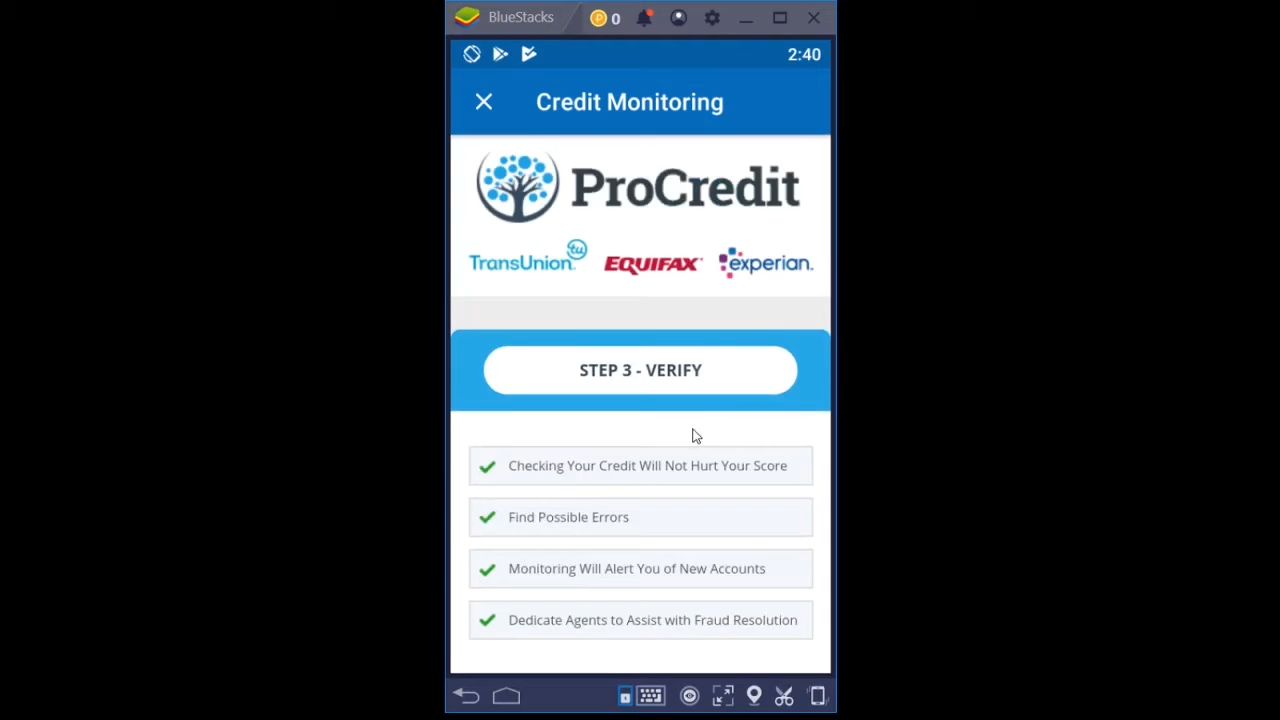 BlueStacks
0
2:40
Credit Monitoring
ProCredit
TransUnion tu
EQUIFAX
experian.
STEP 3 - VERIFY
Checking Your Credit Will Not Hurt Your Score
Find Possible Errors
Monitoring Will Alert You of New Accounts
Dedicate Agents to Assist with Fraud Resolution